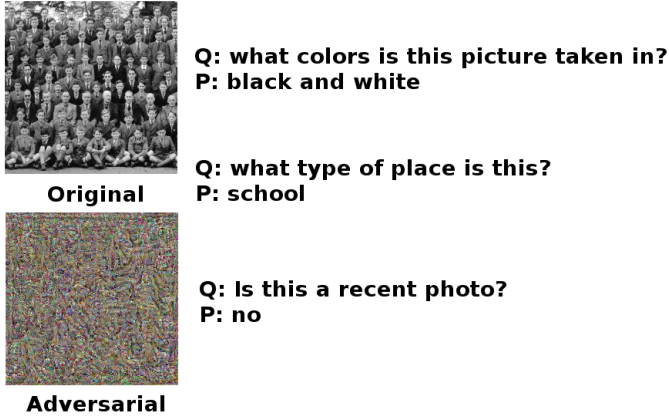 Q: what colors is this picture taken in?
P: black and white
Q: what type of place is this?
P: school
Original
Q: Is this a recent photo?
P: no
Adversarial